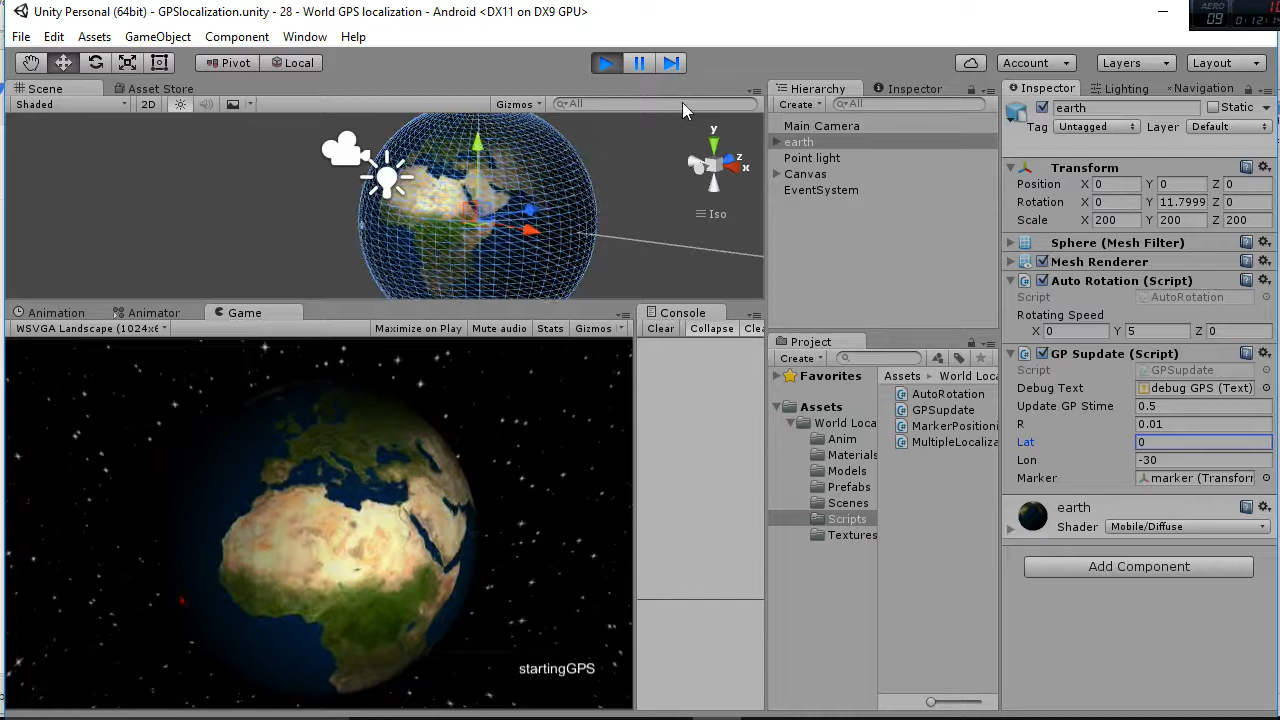 Unity Personal (64bit) - GPSlocalization.unity - 28 - World GPS localization - Android <DX11 on DX9 GPU>
AERO
09
File Edit Assets GameObject Component Window Help
Pivot Local Account Layers Layout
Scene Asset Store
Shaded 2D Gizmos All
y
z
x
Iso
Hierarchy Inspector
Create All
Main Camera
earth
Point light
Canvas
EventSystem
Animation Animator Game
WSVGA Landscape (1024x6 Maximize on Play Mute audio Stats Gizmos
startingGPS
Console
Clear Collapse Clea
Project
Create
Favorites
Assets
World Loca
Anim
Materials
Models
Prefabs
Scenes
Scripts
Textures
Assets World Loca
AutoRotation
GPSupdate
MarkerPositioni
MultipleLocaliza
Inspector Lighting Navigation
earth Static
Tag Untagged Layer Default
Transform
Position X 0 Y 0 Z 0
Rotation X 0 Y 11.7999 Z 0
Scale X 200 Y 200 Z 200
Sphere (Mesh Filter)
Mesh Renderer
Auto Rotation (Script)
Script AutoRotation
Rotating Speed
X 0 Y 5 Z 0
GP Supdate (Script)
Script GPSupdate
Debug Text debug GPS (Text)
Update GP Stime 0.5
R 0.01
Lat 0
Lon -30
Marker marker (Transforr
earth
Shader Mobile/Diffuse
Add Component